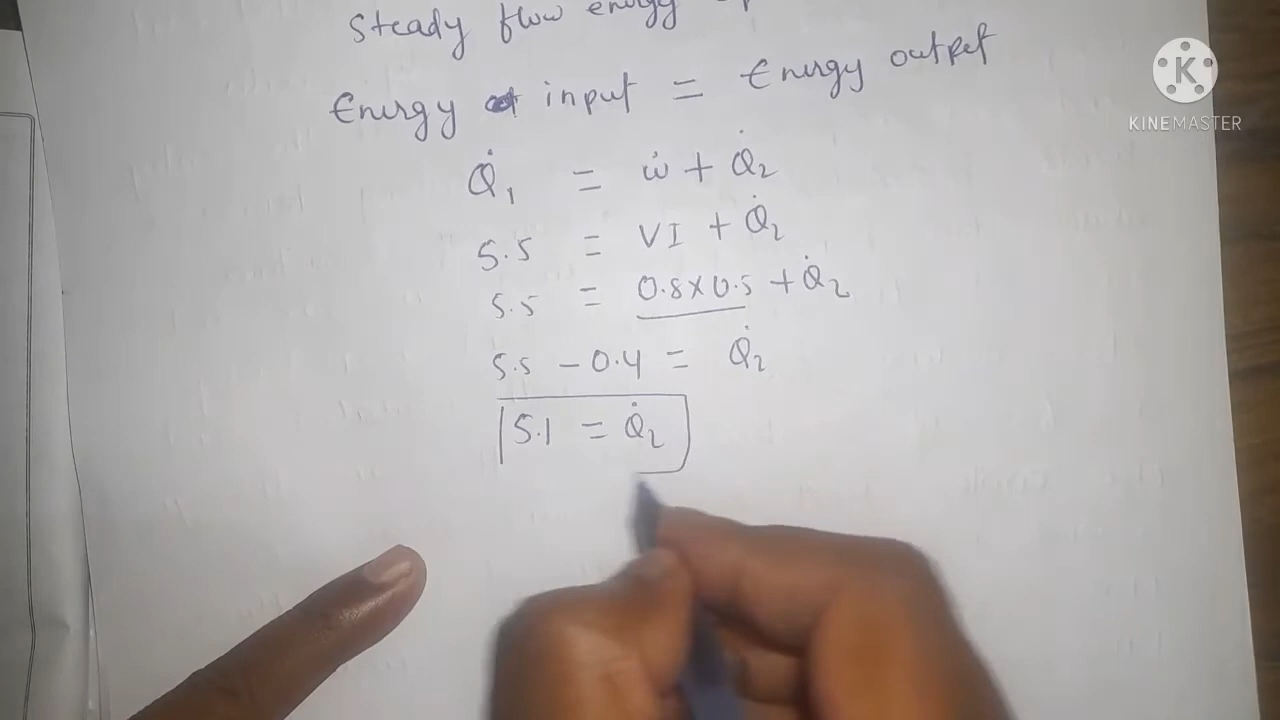 Steady flow energy
Energy input = Energy output
Q̇₁ = ẇ + Q̇₂
5.5 = VI + Q̇₂
5.5 = 0.8×0.5 + Q̇₂
5.5 – 0.4 = Q̇₂
5.1 = Q̇₂
K
KINEMASTER